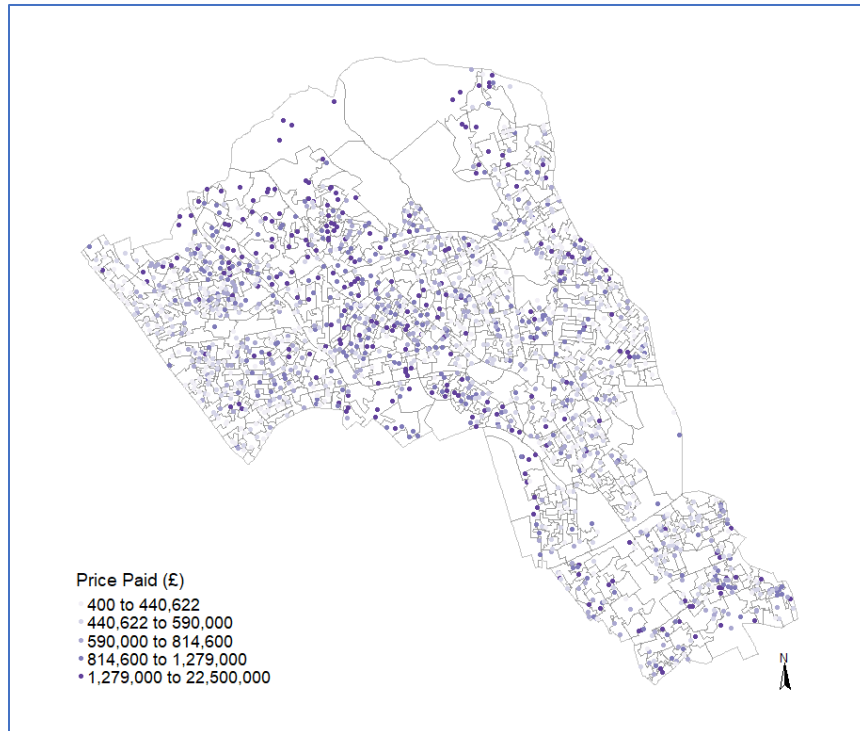 Price Paid (£)
400 to 440,622
440,622 to 590,000
590,000 to 814,600
814,600 to 1,279,000
1,279,000 to 22,500,000
N